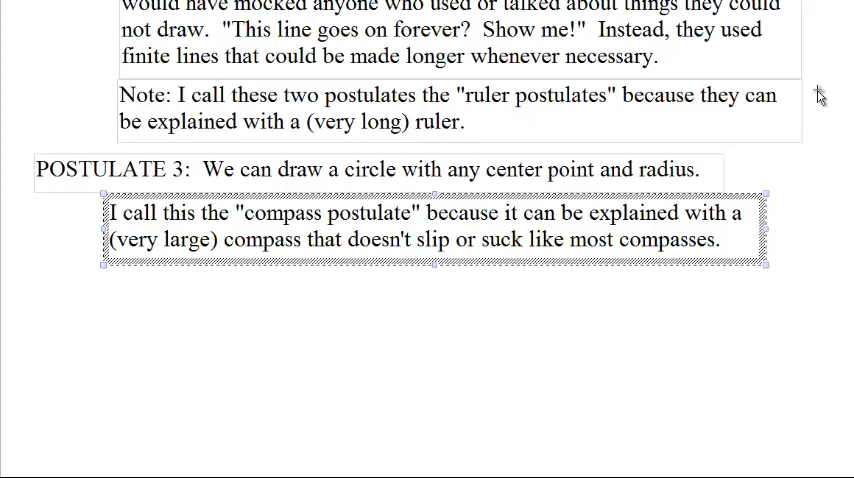 would have mocked anyone who used or talked about things they could
not draw.  "This line goes on forever?  Show me!"  Instead, they used
finite lines that could be made longer whenever necessary.
Note: I call these two postulates the "ruler postulates" because they can
be explained with a (very long) ruler.
POSTULATE 3:  We can draw a circle with any center point and radius.
I call this the "compass postulate" because it can be explained with a
(very large) compass that doesn't slip or suck like most compasses.